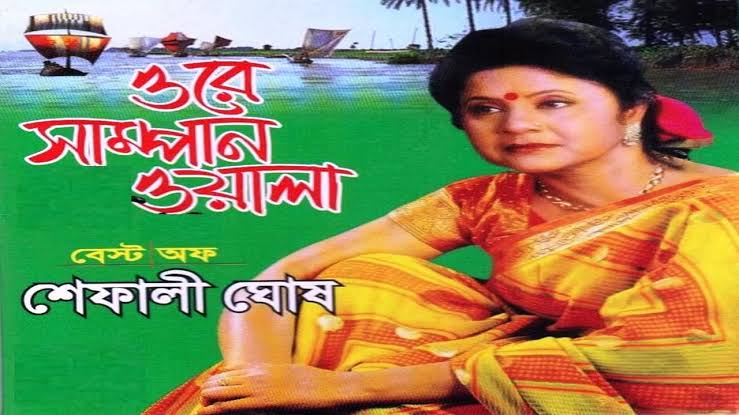 ওরে
সাম্পান
ওয়ালা
বেস্ট অফ
শেফালী ঘোষ